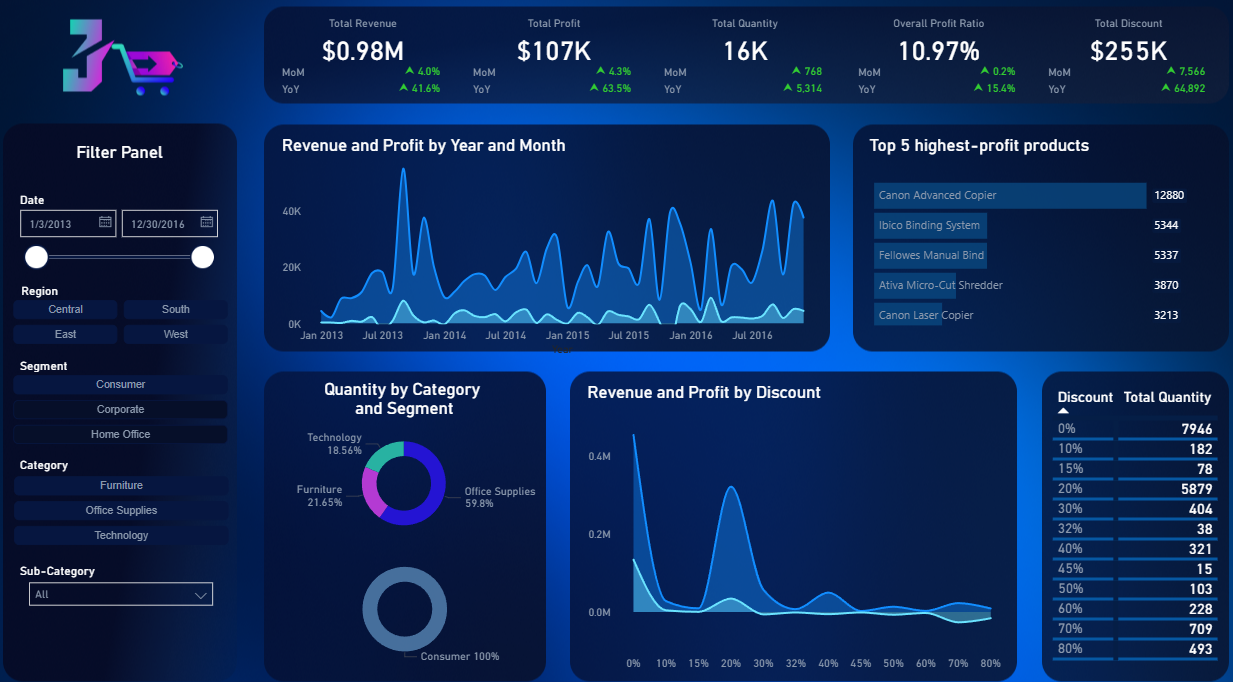 Total Revenue
$0.98M
MoM 4.0%
YoY 41.6%
Total Profit
$107K
MoM 4.3%
YoY 63.5%
Total Quantity
16K
MoM 768
YoY 5,314
Overall Profit Ratio
10.97%
MoM 0.2%
YoY 15.4%
Total Discount
$255K
MoM 7,566
YoY 64,892
Filter Panel
Date
1/3/2013 12/30/2016
Region
Central South
East West
Segment
Consumer
Corporate
Home Office
Category
Furniture
Office Supplies
Technology
Sub-Category
All
Revenue and Profit by Year and Month
40K
20K
0K
Jan 2013 Jul 2013 Jan 2014 Jul 2014 Jan 2015 Jul 2015 Jan 2016 Jul 2016
Top 5 highest-profit products
Canon Advanced Copier 12880
Ibico Binding System 5344
Fellowes Manual Bind 5337
Ativa Micro-Cut Shredder 3870
Canon Laser Copier 3213
Quantity by Category
and Segment
Technology
18.56%
Furniture
21.65%
Office Supplies
59.8%
Consumer 100%
Revenue and Profit by Discount
0.4M
0.2M
0.0M
0% 10% 15% 20% 30% 32% 40% 45% 50% 60% 70% 80%
Discount Total Quantity
0% 7946
10% 182
15% 78
20% 5879
30% 404
32% 38
40% 321
45% 15
50% 103
60% 228
70% 709
80% 493